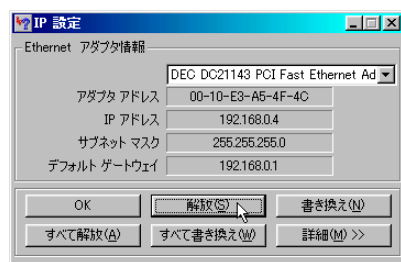 IP 設定
Ethernet アダプタ情報
DEC DC21143 PCI Fast Ethernet Ad
アダプタ アドレス 00-10-E3-A5-4F-4C
IP アドレス 192.168.0.4
サブネット マスク 255.255.255.0
デフォルト ゲートウェイ 192.168.0.1
OK 解放(S) 書き換え(N)
すべて解放(A) すべて書き換え(W) 詳細(M) >>